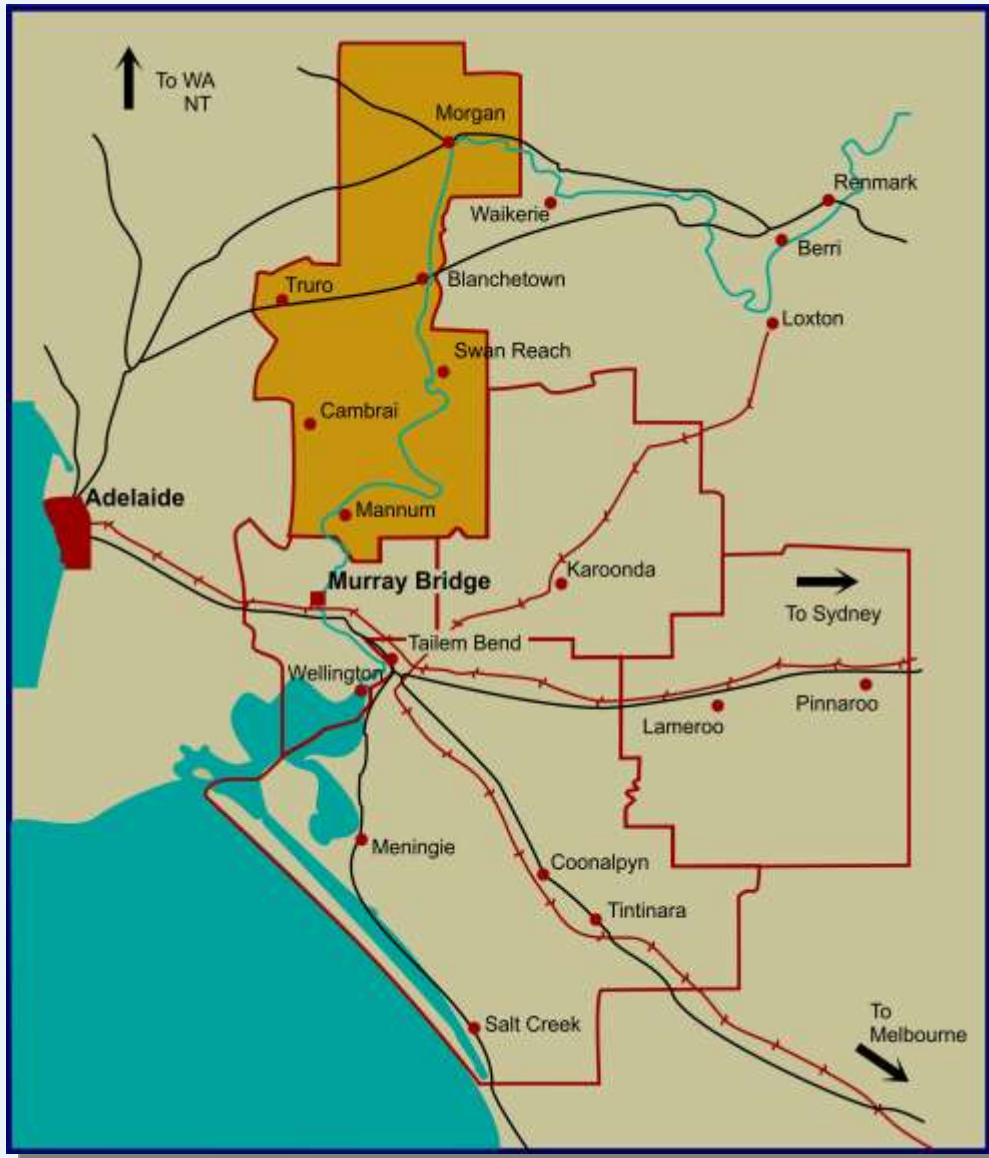 To WA
NT
Morgan
Renmark
Waikerie
Berri
Truro
Blanchetown
Loxton
Swan Reach
Cambrai
Adelaide
Mannum
Karoonda
Murray Bridge
To Sydney
Tailem Bend
Wellington
Pinnaroo
Lameroo
Meningie
Coonalpyn
Tintinara
Salt Creek
To
Melbourne